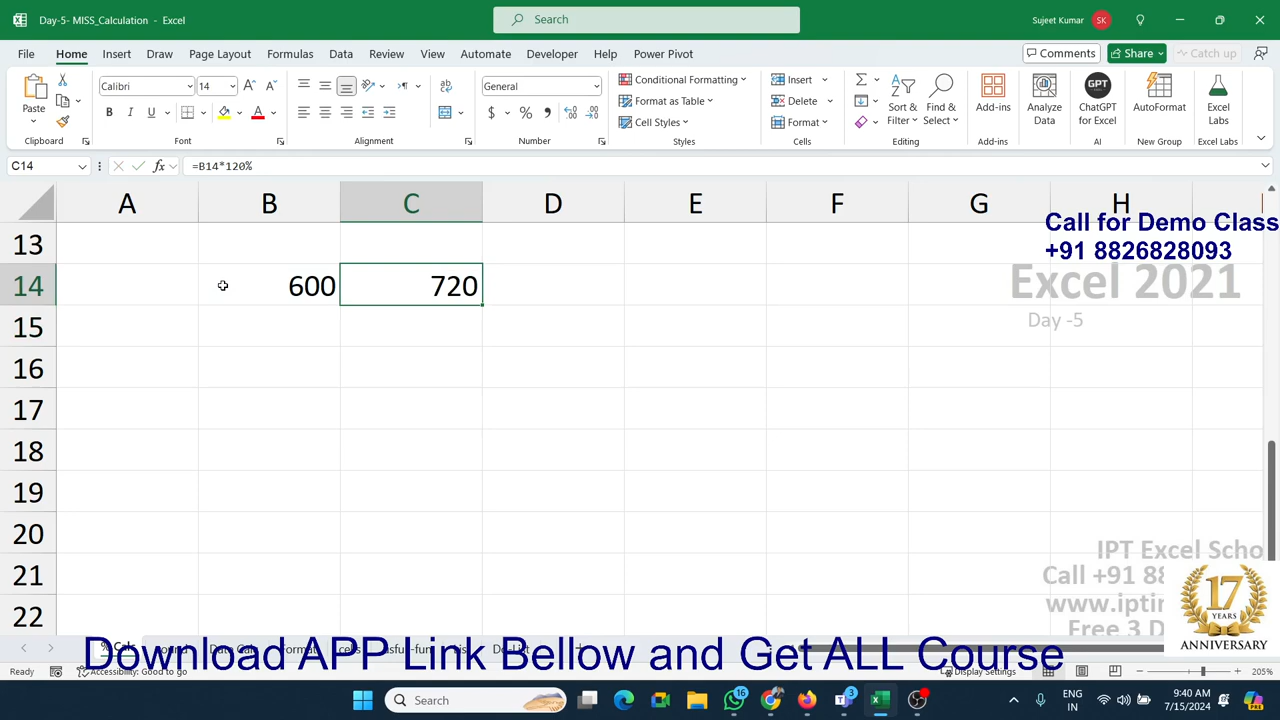 Day-5- MISS_Calculation - Excel
Search
Sujeet Kumar SK
File Home Insert Draw Page Layout Formulas Data Review View Automate Developer Help Power Pivot
Comments Share Catch up
Paste
Calibri 14
B I U
General
Conditional Formatting
Format as Table
Cell Styles
Insert
Delete
Format
Sort & Filter
Find & Select
Add-ins
Analyze Data
ChatGPT for Excel
AutoFormat
Excel Labs
Clipboard Font Alignment Number Styles Cells Editing Add-ins AI New Group Excel Labs
C14 fx =B14*120%
A B C D E F G H
Call for Demo Class
+91 8826828093
13
14 600 720
Excel 2021
Day -5
15
16
17
18
19
20
IPT Excel Scho
21
Call +91 88
www.iptin
22
Free 3 D
17
YEARS
ANNIVERSARY
Download APP Link Bellow and Get ALL Course
Ready
Accessibility: Good to go
Display Settings
205%
Search
16
3
ENG
IN
9:40 AM
7/15/2024